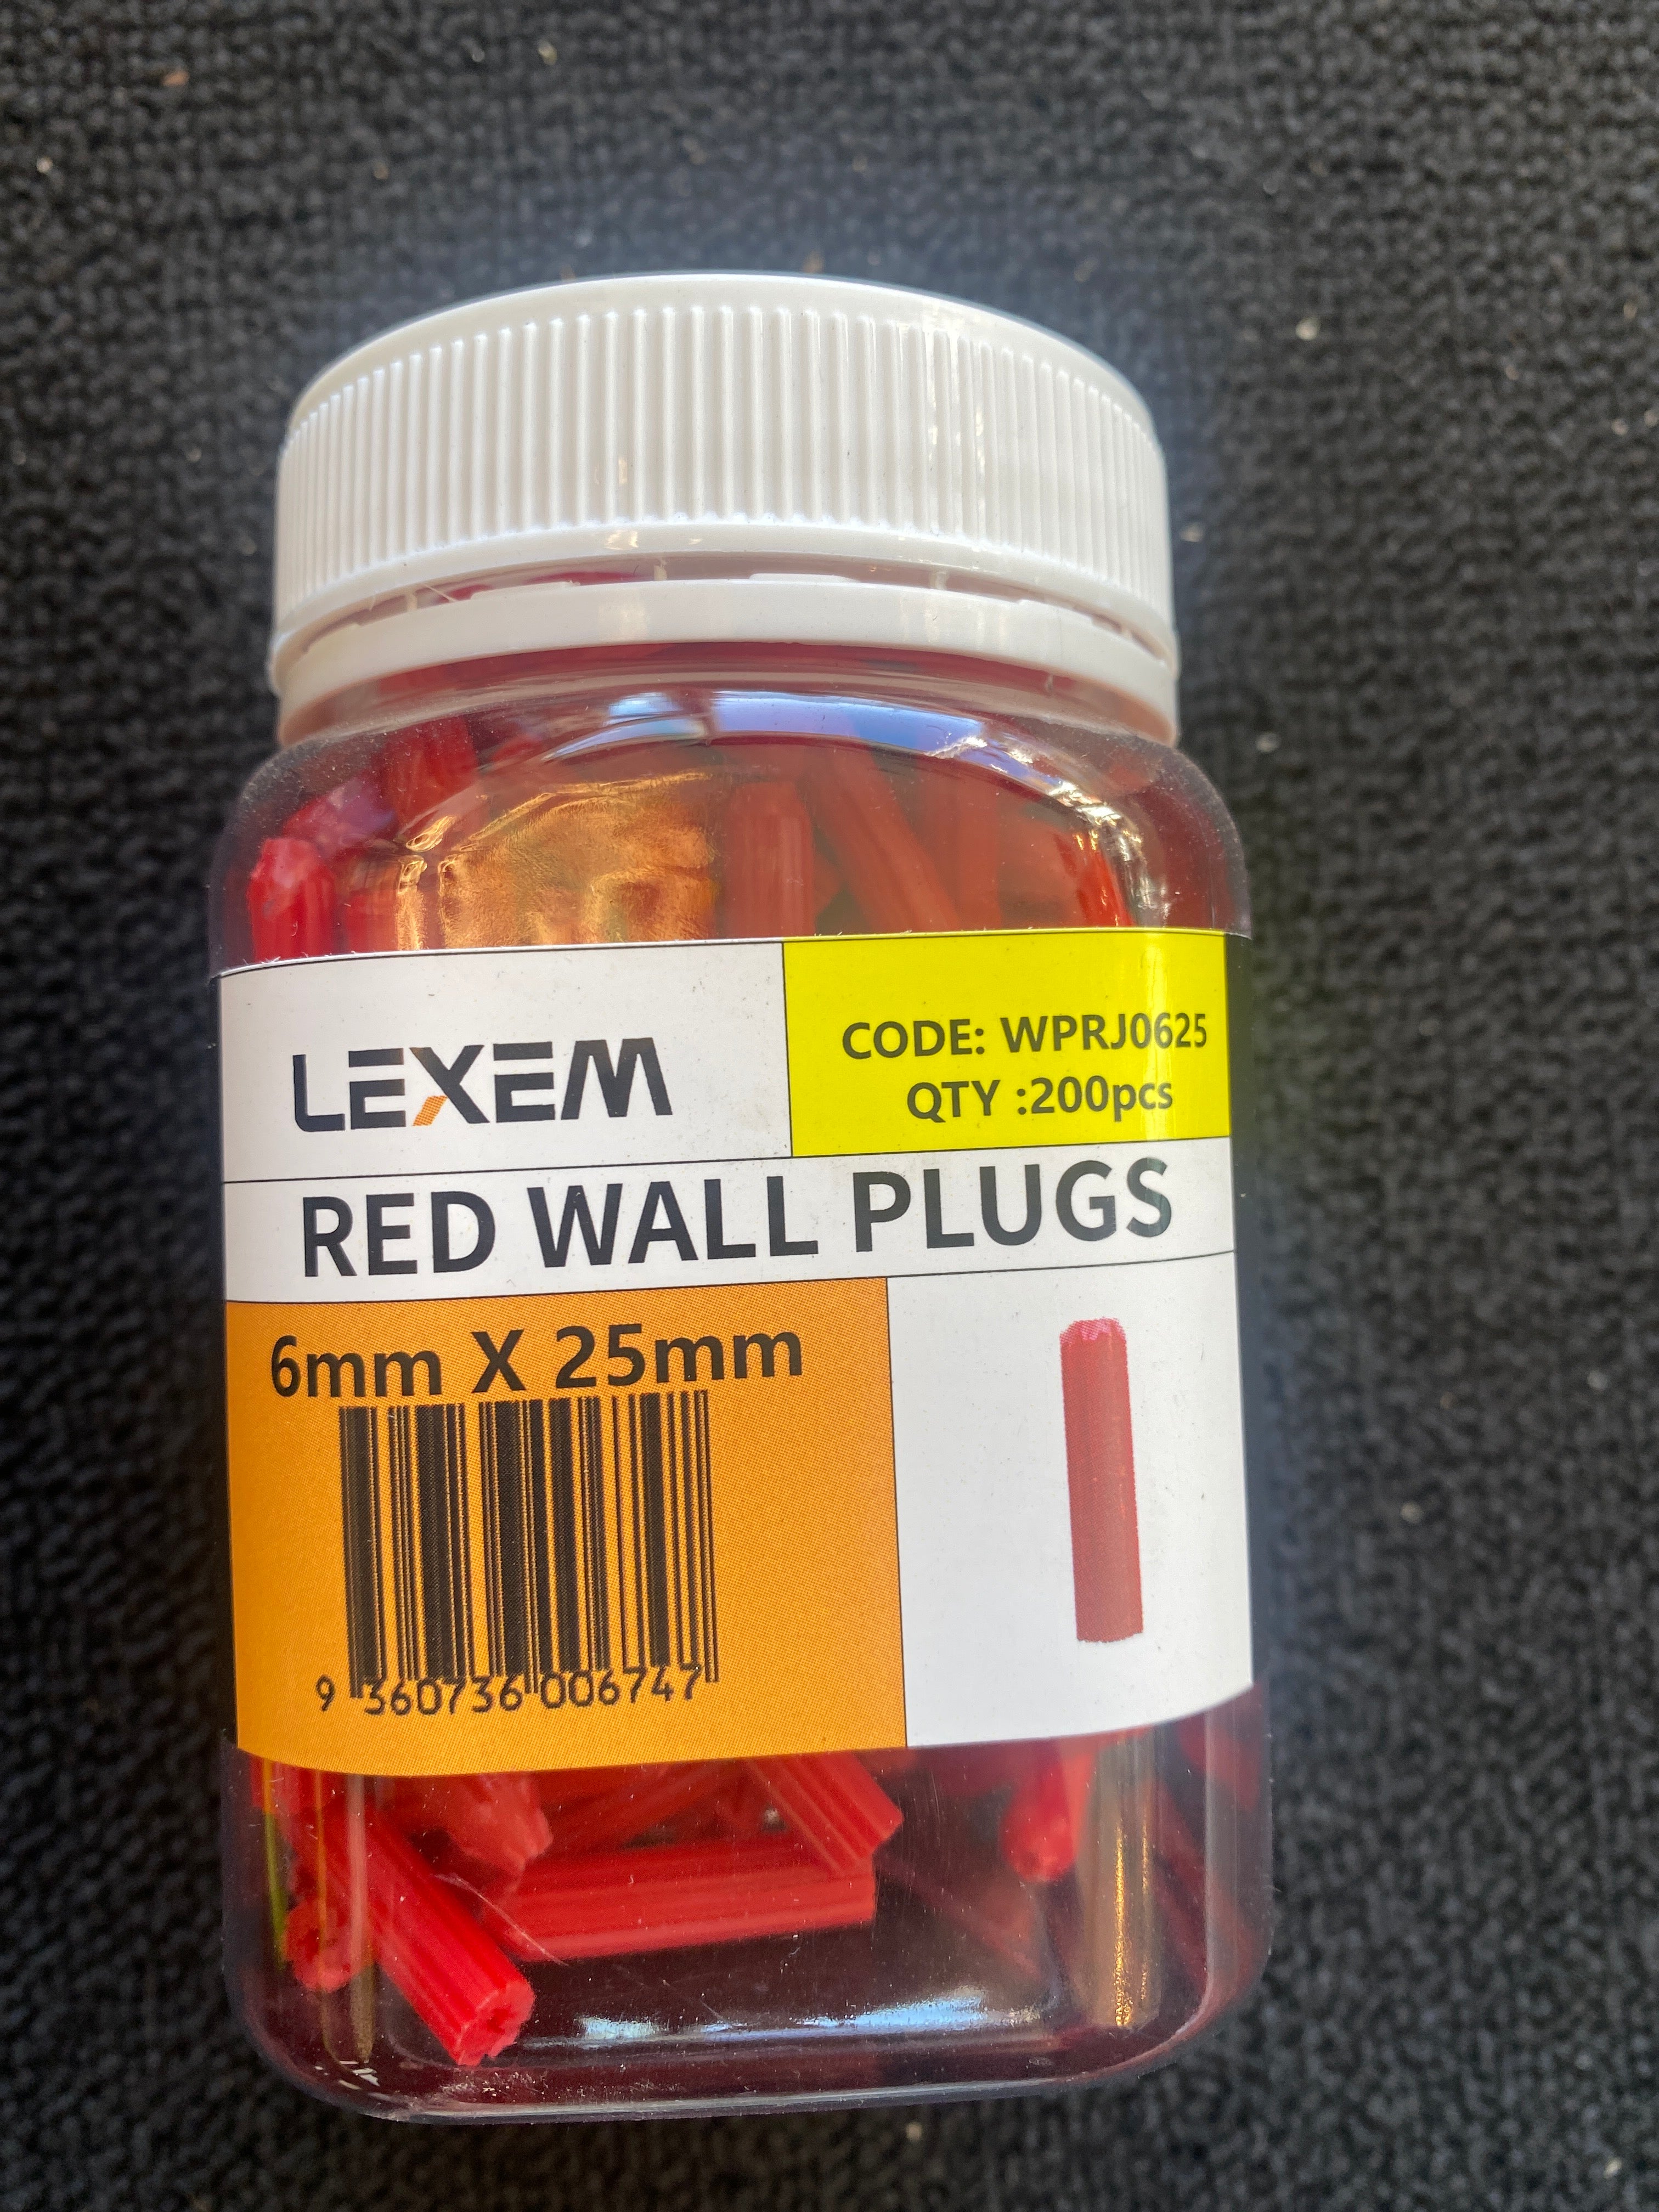 LEXEM
CODE: WPRJ0625
QTY :200pcs
RED WALL PLUGS
6mm X 25mm
9 360736 006747